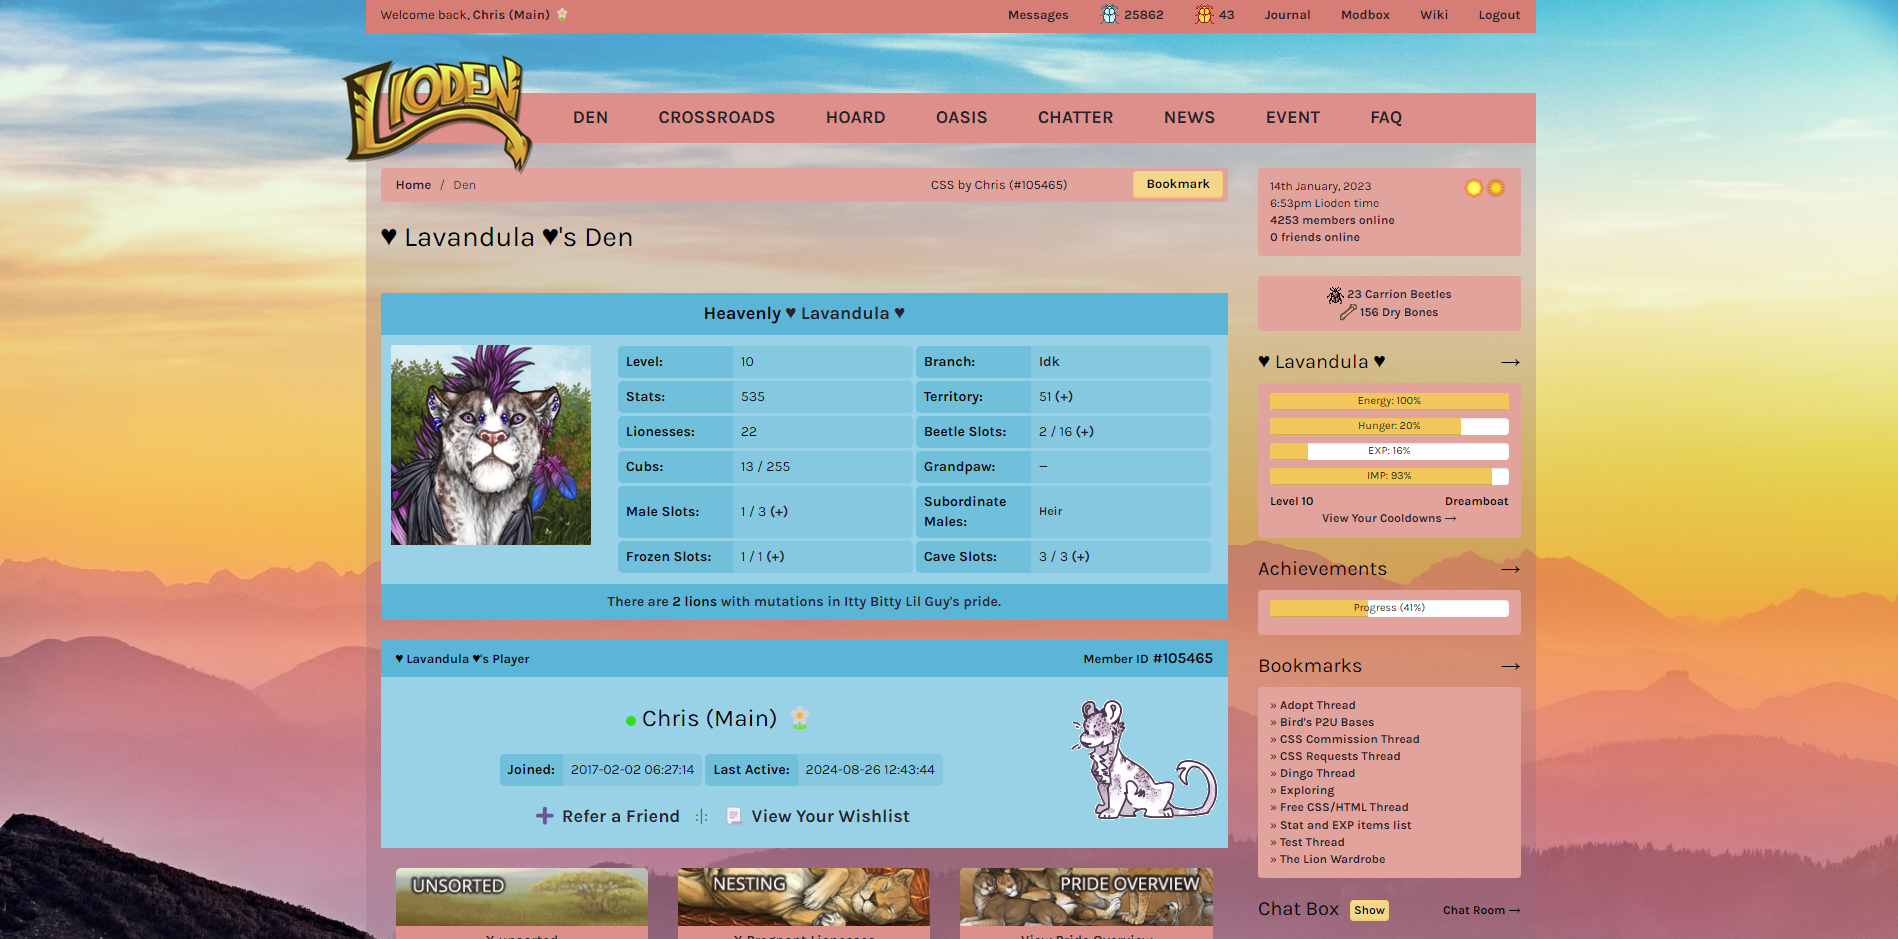 Welcome back, Chris (Main)
Messages 25862 43 Journal Modbox Wiki Logout
LIODEN
DEN CROSSROADS HOARD OASIS CHATTER NEWS EVENT FAQ
Home / Den CSS by Chris (#105465) Bookmark
♥ Lavandula ♥'s Den
Heavenly ♥ Lavandula ♥
Level: 10 Branch: Idk
Stats: 535 Territory: 51 (+)
Lionesses: 22 Beetle Slots: 2 / 16 (+)
Cubs: 13 / 255 Grandpaw: —
Male Slots: 1 / 3 (+) Subordinate
Males: Heir
Frozen Slots: 1 / 1 (+) Cave Slots: 3 / 3 (+)
There are 2 lions with mutations in Itty Bitty Lil Guy's pride.
♥ Lavandula ♥'s Player Member ID #105465
Chris (Main)
Joined: 2017-02-02 06:27:14 Last Active: 2024-08-26 12:43:44
Refer a Friend :|: View Your Wishlist
UNSORTED NESTING PRIDE OVERVIEW
14th January, 2023
6:53pm Lioden time
4253 members online
0 friends online
23 Carrion Beetles
156 Dry Bones
♥ Lavandula ♥ →
Energy: 100%
Hunger: 20%
EXP: 16%
IMP: 93%
Level 10 Dreamboat
View Your Cooldowns →
Achievements →
Progress (41%)
Bookmarks →
» Adopt Thread
» Bird's P2U Bases
» CSS Commission Thread
» CSS Requests Thread
» Dingo Thread
» Exploring
» Free CSS/HTML Thread
» Stat and EXP items list
» Test Thread
» The Lion Wardrobe
Chat Box Show Chat Room →